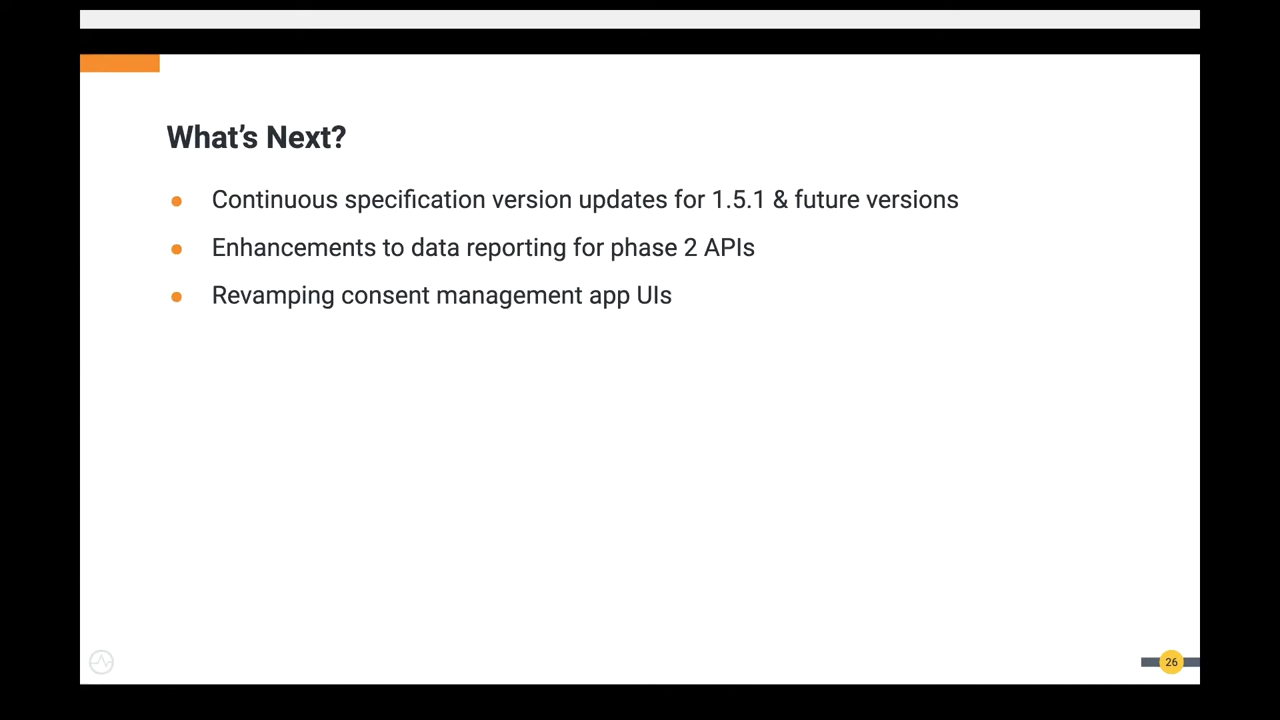 What’s Next?
Continuous specification version updates for 1.5.1 & future versions
Enhancements to data reporting for phase 2 APIs
Revamping consent management app UIs
26